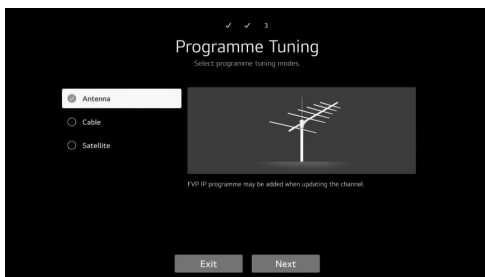 3
Programme Tuning
Select programme tuning modes.
Antenna
Cable
Satellite
FVP IP programme may be added when updating the channel.
Exit
Next